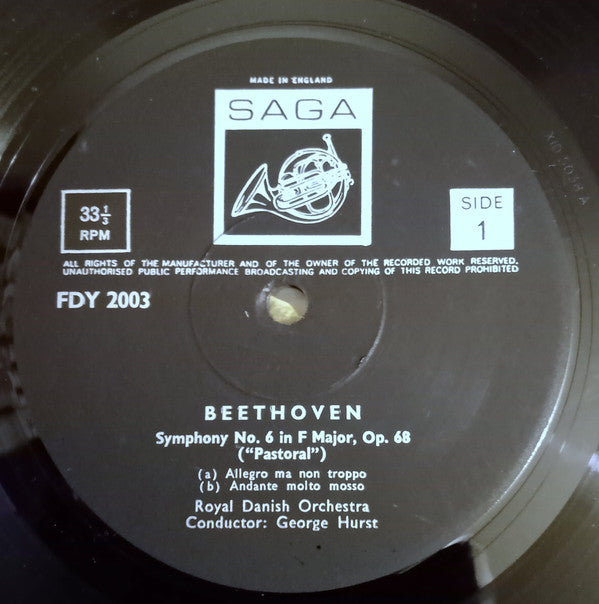 MADE IN ENGLAND
SAGA
33⅓
RPM
SIDE
1
ALL RIGHTS OF THE MANUFACTURER AND OF THE OWNER OF THE RECORDED WORK RESERVED.
UNAUTHORISED PUBLIC PERFORMANCE BROADCASTING AND COPYING OF THIS RECORD PROHIBITED
FDY 2003
BEETHOVEN
Symphony No. 6 in F Major, Op. 68
("Pastoral")
(a) Allegro ma non troppo
(b) Andante molto mosso
Royal Danish Orchestra
Conductor: George Hurst